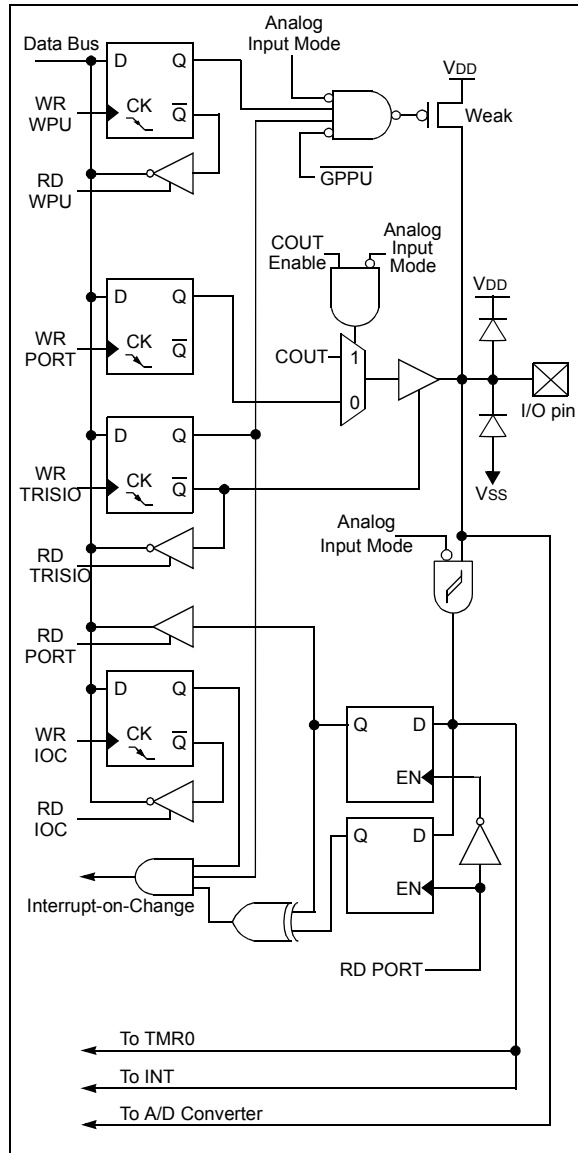 Analog
Input Mode
Data Bus
D Q
VDD
WR
WPU
CK
Q
Weak
RD
WPU
GPPU
COUT
Enable
Analog
Input
Mode
D Q
VDD
WR
PORT
CK
Q
COUT
1
0
I/O pin
D Q
WR
TRISIO
CK
Q
VSS
Analog
Input Mode
RD
TRISIO
RD
PORT
D Q
Q D
WR
IOC
CK
Q
EN
RD
IOC
Q D
EN
Interrupt-on-Change
RD PORT
To TMR0
To INT
To A/D Converter